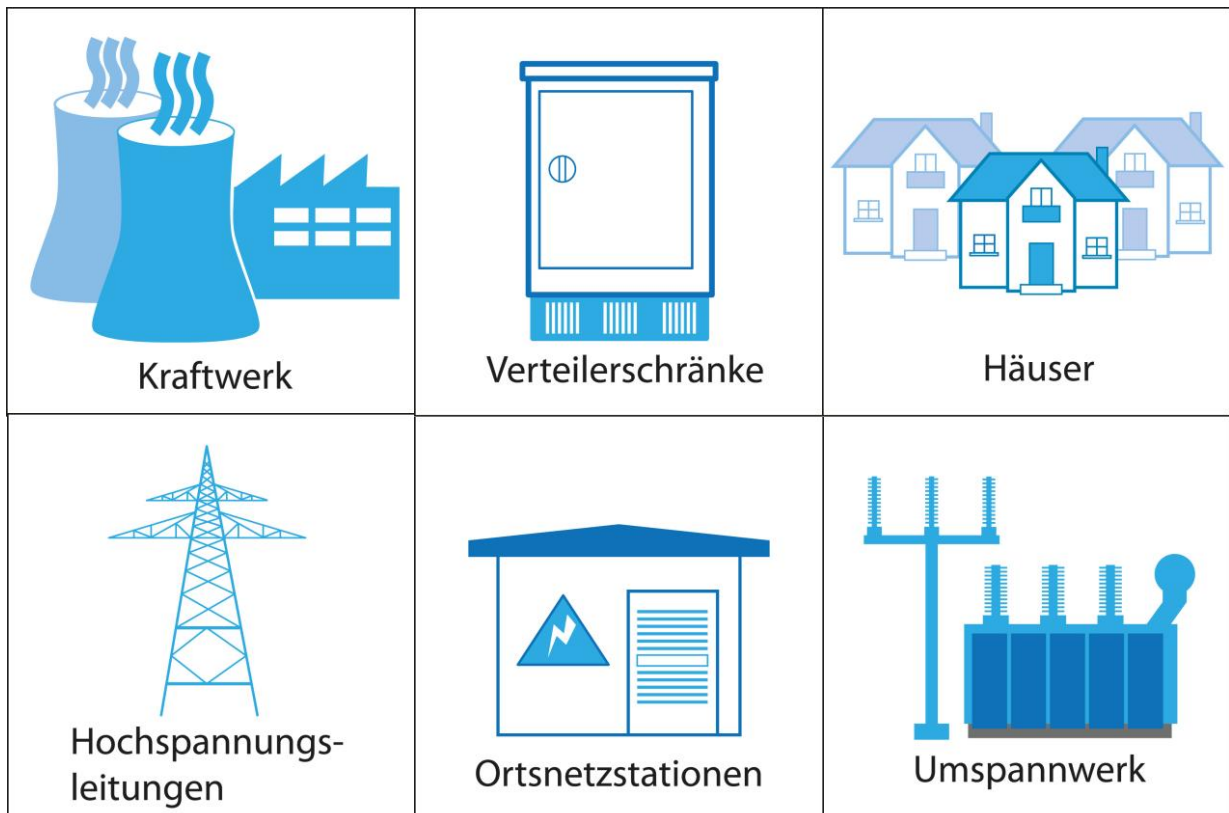 Kraftwerk
Verteilerschränke
Häuser
Hochspannungs-
leitungen
Ortsnetzstationen
Umspannwerk